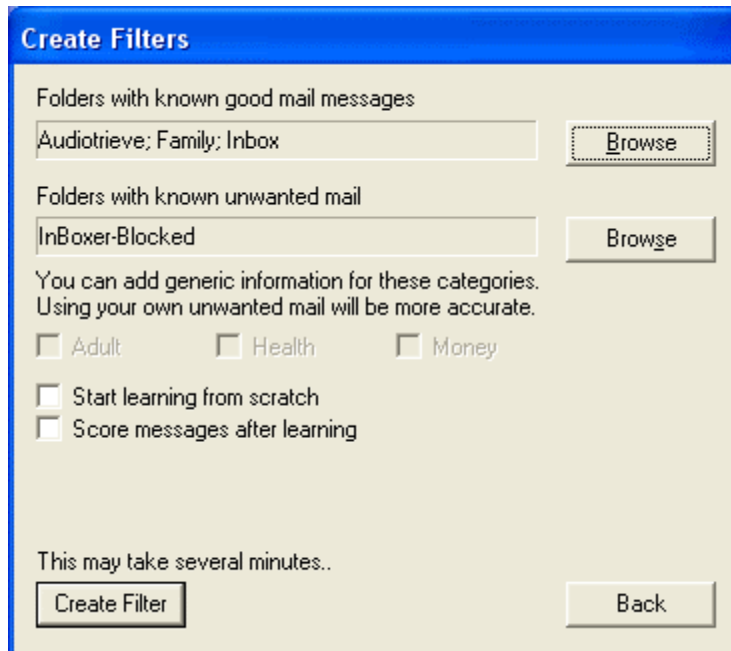 Create Filters
Folders with known good mail messages
Audiotrieve; Family; Inbox
Browse
Folders with known unwanted mail
InBoxer-Blocked
Browse
You can add generic information for these categories.
Using your own unwanted mail will be more accurate.
Adult Health Money
Start learning from scratch
Score messages after learning
This may take several minutes..
Create Filter Back